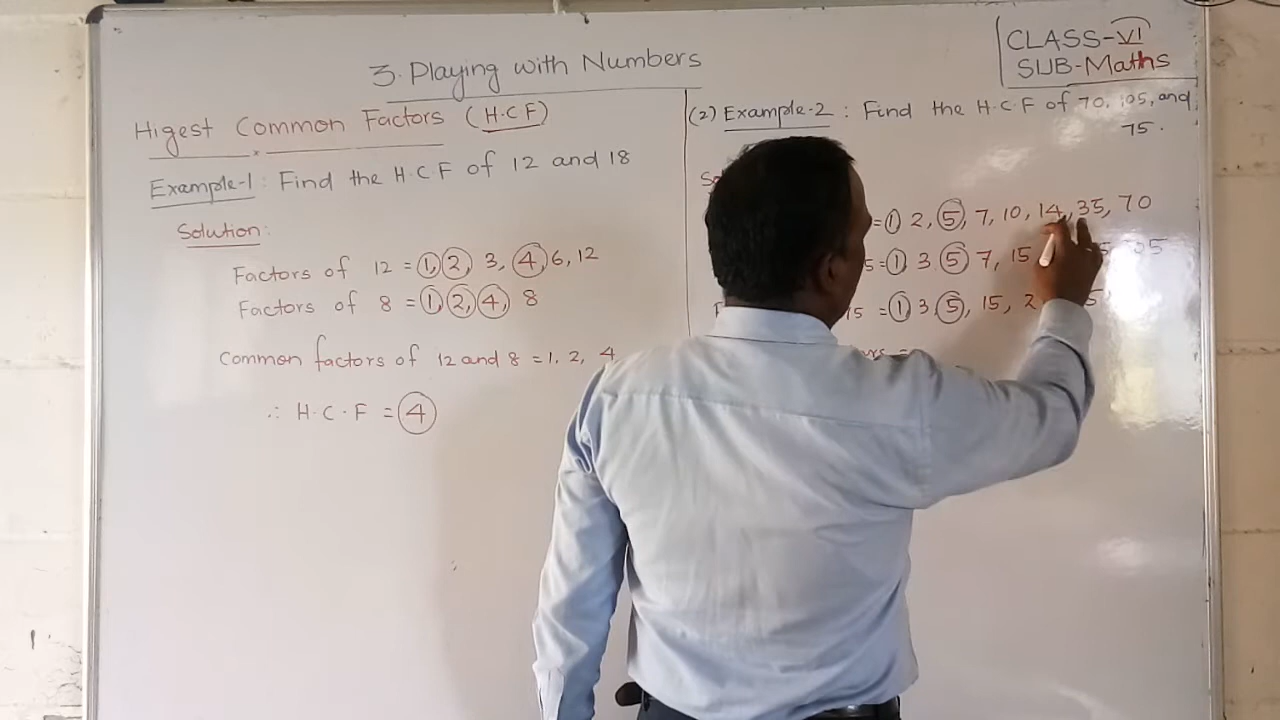 3. Playing with Numbers
CLASS-VI
SUB-Maths
Higest Common Factors (H.C.F)
Example-1: Find the H.C.F of 12 and 18
Solution:
Factors of 12 = 1, 2, 3, 4, 6, 12
Factors of 8 = 1, 2, 4, 8
Common factors of 12 and 8 = 1, 2, 4
∴ H.C.F = 4
(2) Example-2: Find the H.C.F of 70, 105, and
75.
= 1 2, 5, 7, 10, 14, 35, 70
5 = 1, 3 5 7, 15
15 = 1, 3, 5, 15, 2